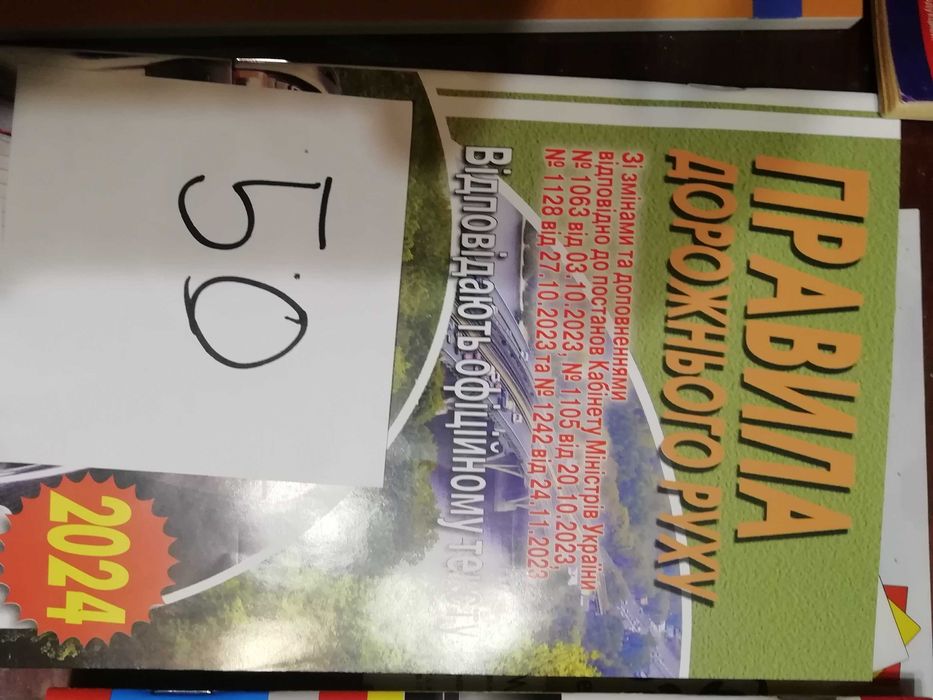 ПРАВИЛА
ДОРОЖНЬОГО РУХУ
Зі змінами та доповненнями
відповідно до постанов Кабінету Міністрів України
№ 1063 від 03.10.2023, № 1105 від 20.10.2023,
№ 1128 від 27.10.2023 та № 1242 від 24.11.2023
Відповідають офіційному тексту
50
2024